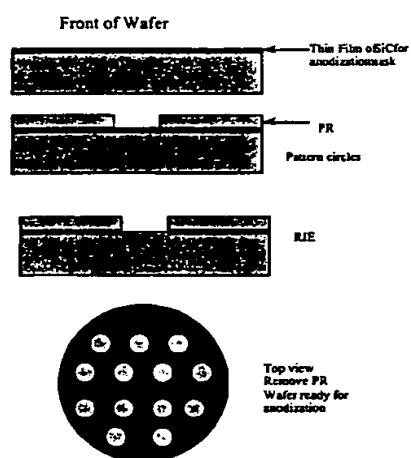 Front of Wafer
Thin Film ofSiCfor
anodizationmask
PR
Pattern circles
RIE
Top view
Remove PR
Wafer ready for
anodization